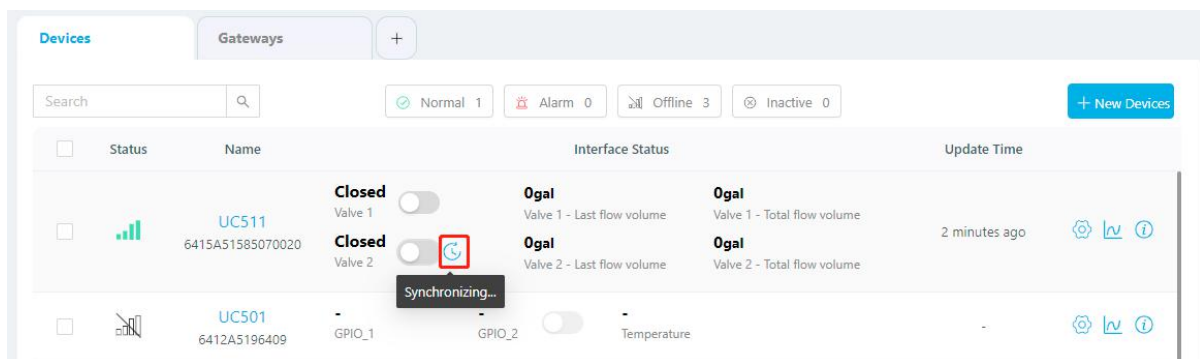 Devices Gateways +
Search Normal 1 Alarm 0 Offline 3 Inactive 0 + New Devices
Status Name Interface Status Update Time
Closed 0gal 0gal
Valve 1 Valve 1 - Last flow volume Valve 1 - Total flow volume
UC511
6415A51585070020
2 minutes ago
Closed 0gal 0gal
Valve 2 Valve 2 - Last flow volume Valve 2 - Total flow volume
Synchronizing...
UC501 - - -
6412A5196409 GPIO_1 GPIO_2 Temperature -